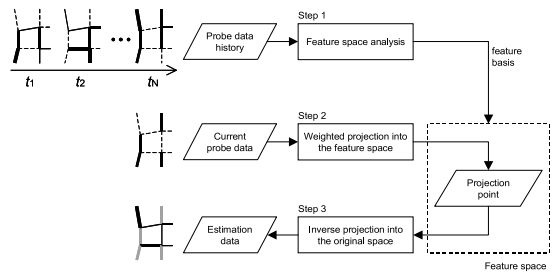 Step 1
Probe data
history
Feature space analysis
feature
basis
t1
t2
tN
Step 2
Current
probe data
Weighted projection into
the feature space
Projection
point
Step 3
Estimation
data
Inverse projection into
the original space
Feature space